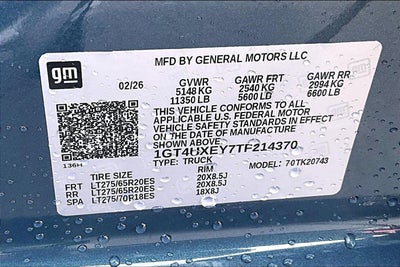 MFD BY GENERAL MOTORS LLC
gm
02/26 GVWR GAWR FRT GAWR RR
5148 KG 2540 KG 2994 KG
11350 LB 5600 LB 6600 LB
THIS VEHICLE CONFORMS TO ALL
APPLICABLE U.S. FEDERAL MOTOR
VEHICLE SAFETY STANDARDS IN EFFECT
ON THE DATE OF MANUFACTURE
SHOWN ABOVE.
1GT4UXEY7TF214370
136H TYPE: TRUCK MODEL: 70TK20743
TIRE SIZE RIM
FRT LT275/65R20ES 20X8.5J
RR LT275/65R20ES 20X8.5J
SPA LT275/70R18ES 18X8J